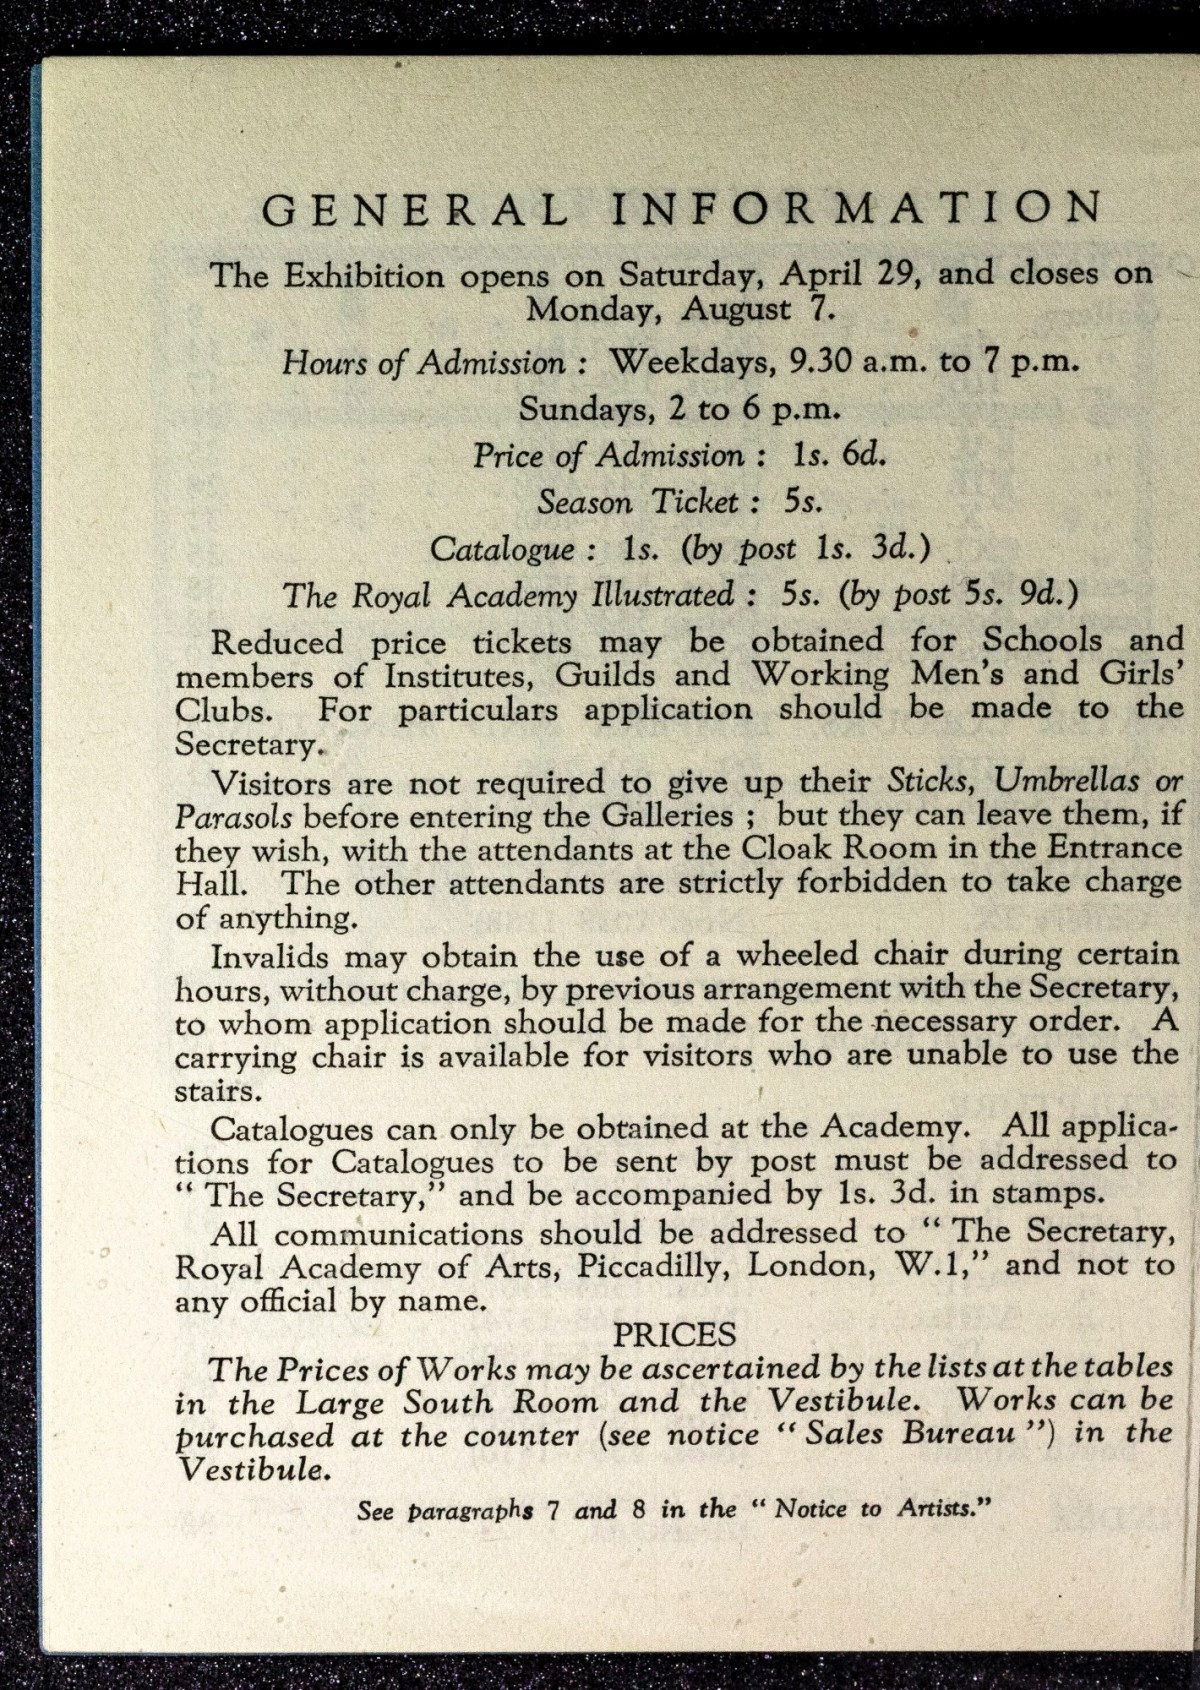 GENERAL INFORMATION
The Exhibition opens on Saturday, April 29, and closes on
Monday, August 7.
Hours of Admission : Weekdays, 9.30 a.m. to 7 p.m.
Sundays, 2 to 6 p.m.
Price of Admission : 1s. 6d.
Season Ticket : 5s.
Catalogue : 1s. (by post 1s. 3d.)
The Royal Academy Illustrated : 5s. (by post 5s. 9d.)
Reduced price tickets may be obtained for Schools and
members of Institutes, Guilds and Working Men's and Girls'
Clubs. For particulars application should be made to the
Secretary.
Visitors are not required to give up their Sticks, Umbrellas or
Parasols before entering the Galleries ; but they can leave them, if
they wish, with the attendants at the Cloak Room in the Entrance
Hall. The other attendants are strictly forbidden to take charge
of anything.
Invalids may obtain the use of a wheeled chair during certain
hours, without charge, by previous arrangement with the Secretary,
to whom application should be made for the necessary order. A
carrying chair is available for visitors who are unable to use the
stairs.
Catalogues can only be obtained at the Academy. All applica-
tions for Catalogues to be sent by post must be addressed to
“ The Secretary,” and be accompanied by 1s. 3d. in stamps.
All communications should be addressed to “ The Secretary,
Royal Academy of Arts, Piccadilly, London, W.1,” and not to
any official by name.
PRICES
The Prices of Works may be ascertained by the lists at the tables
in the Large South Room and the Vestibule. Works can be
purchased at the counter (see notice “ Sales Bureau ”) in the
Vestibule.
See paragraphs 7 and 8 in the “ Notice to Artists.”